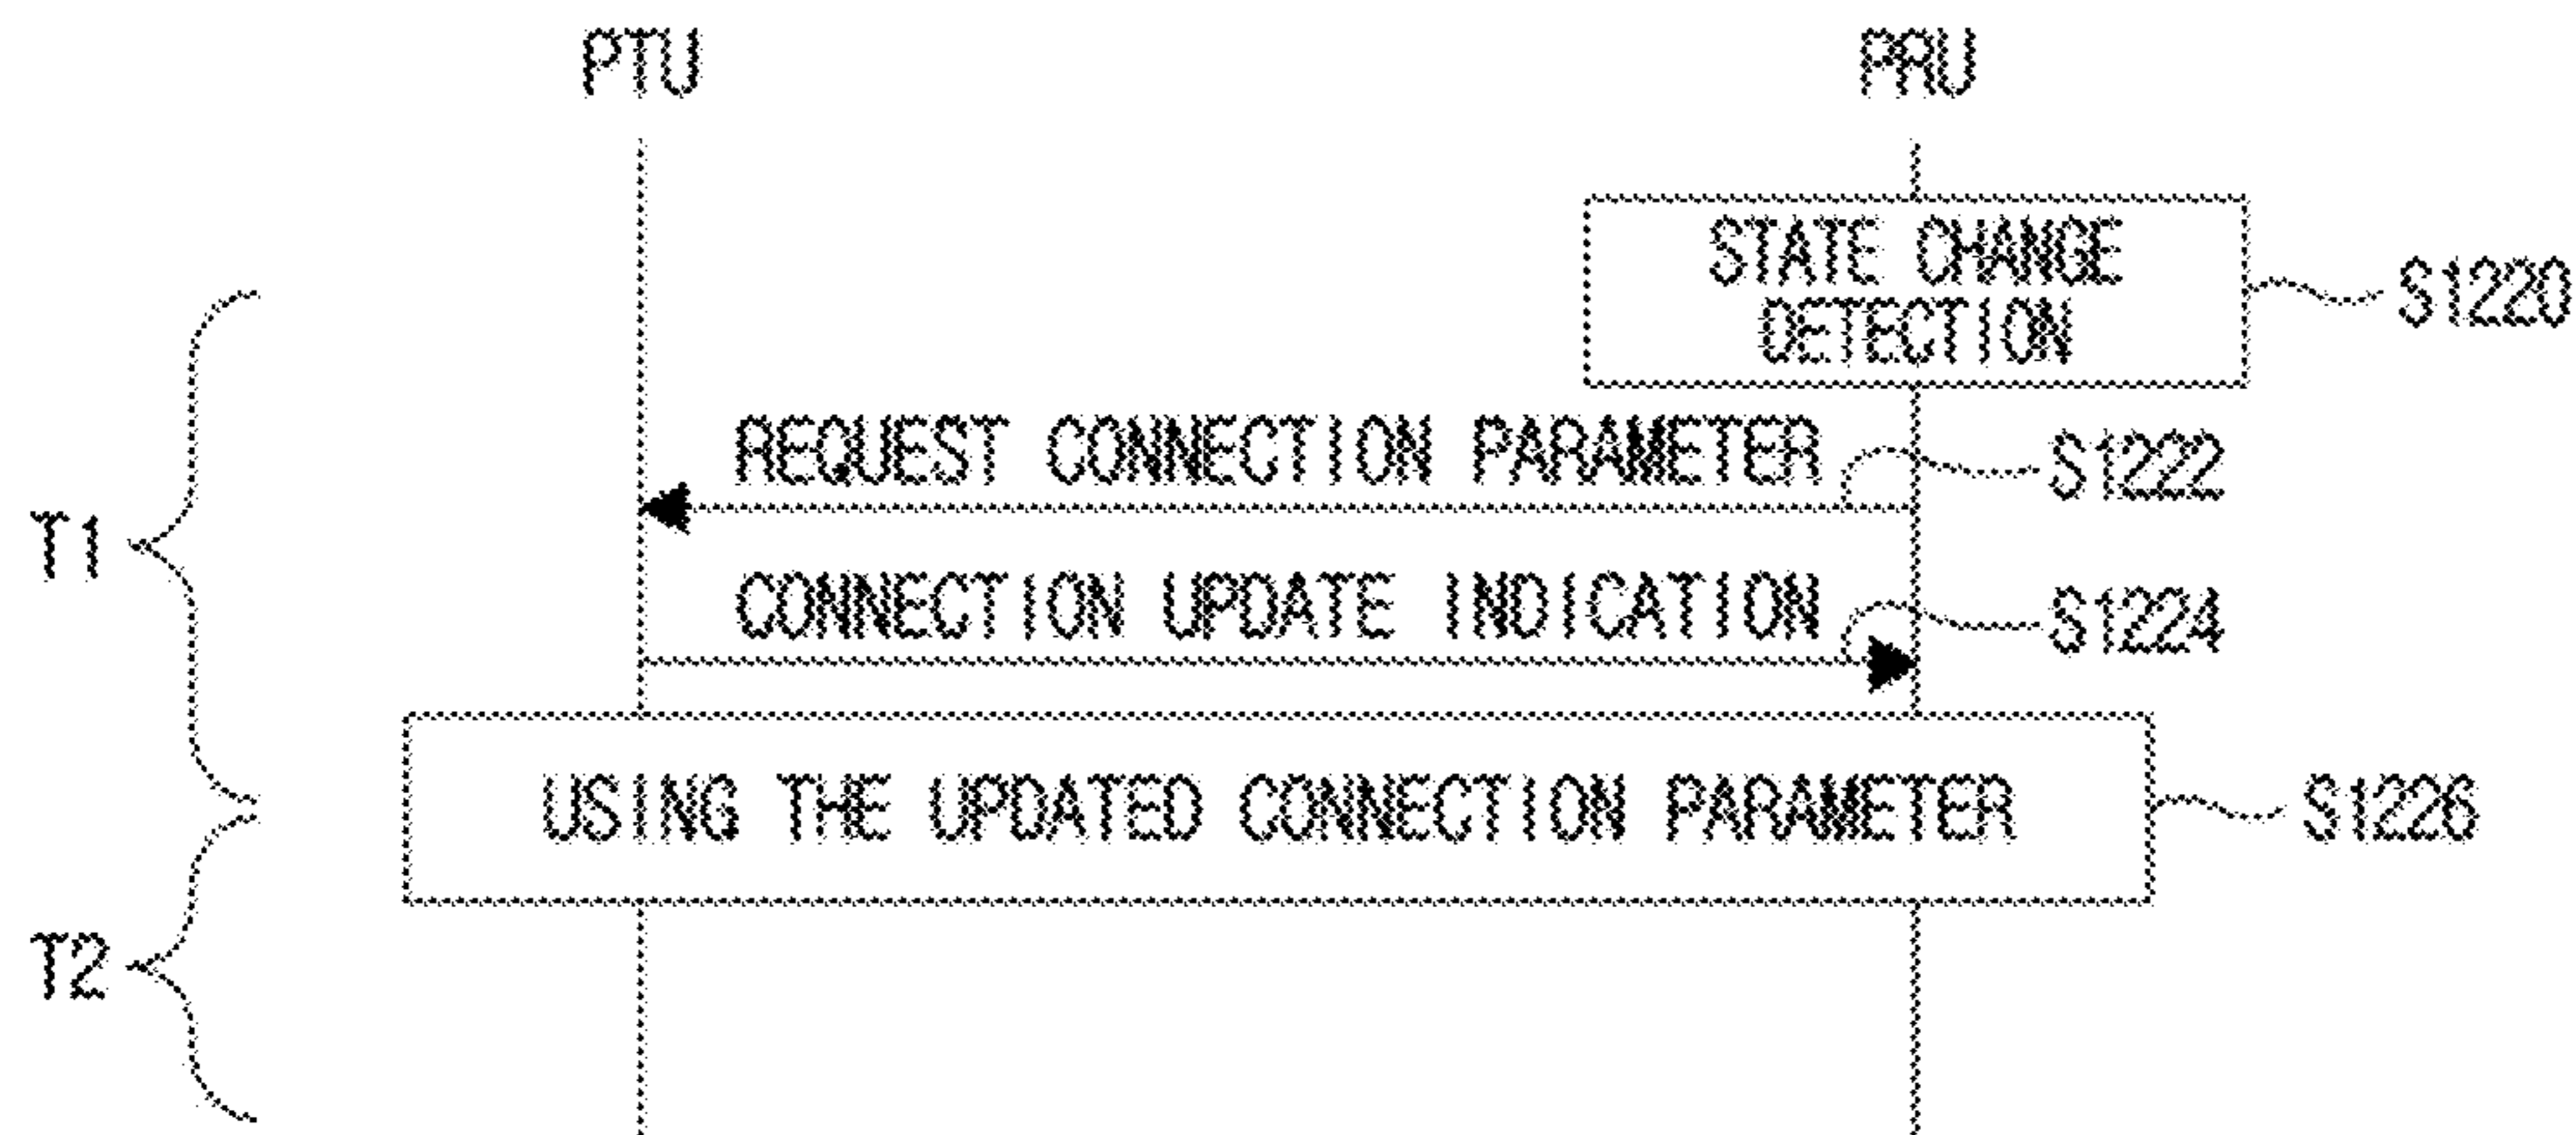 PTU
PRU
STATE CHANGE
DETECTION
S1220
REQUEST CONNECTION PARAMETER
S1222
T1
CONNECTION UPDATE INDICATION
S1224
USING THE UPDATED CONNECTION PARAMETER
S1226
T2